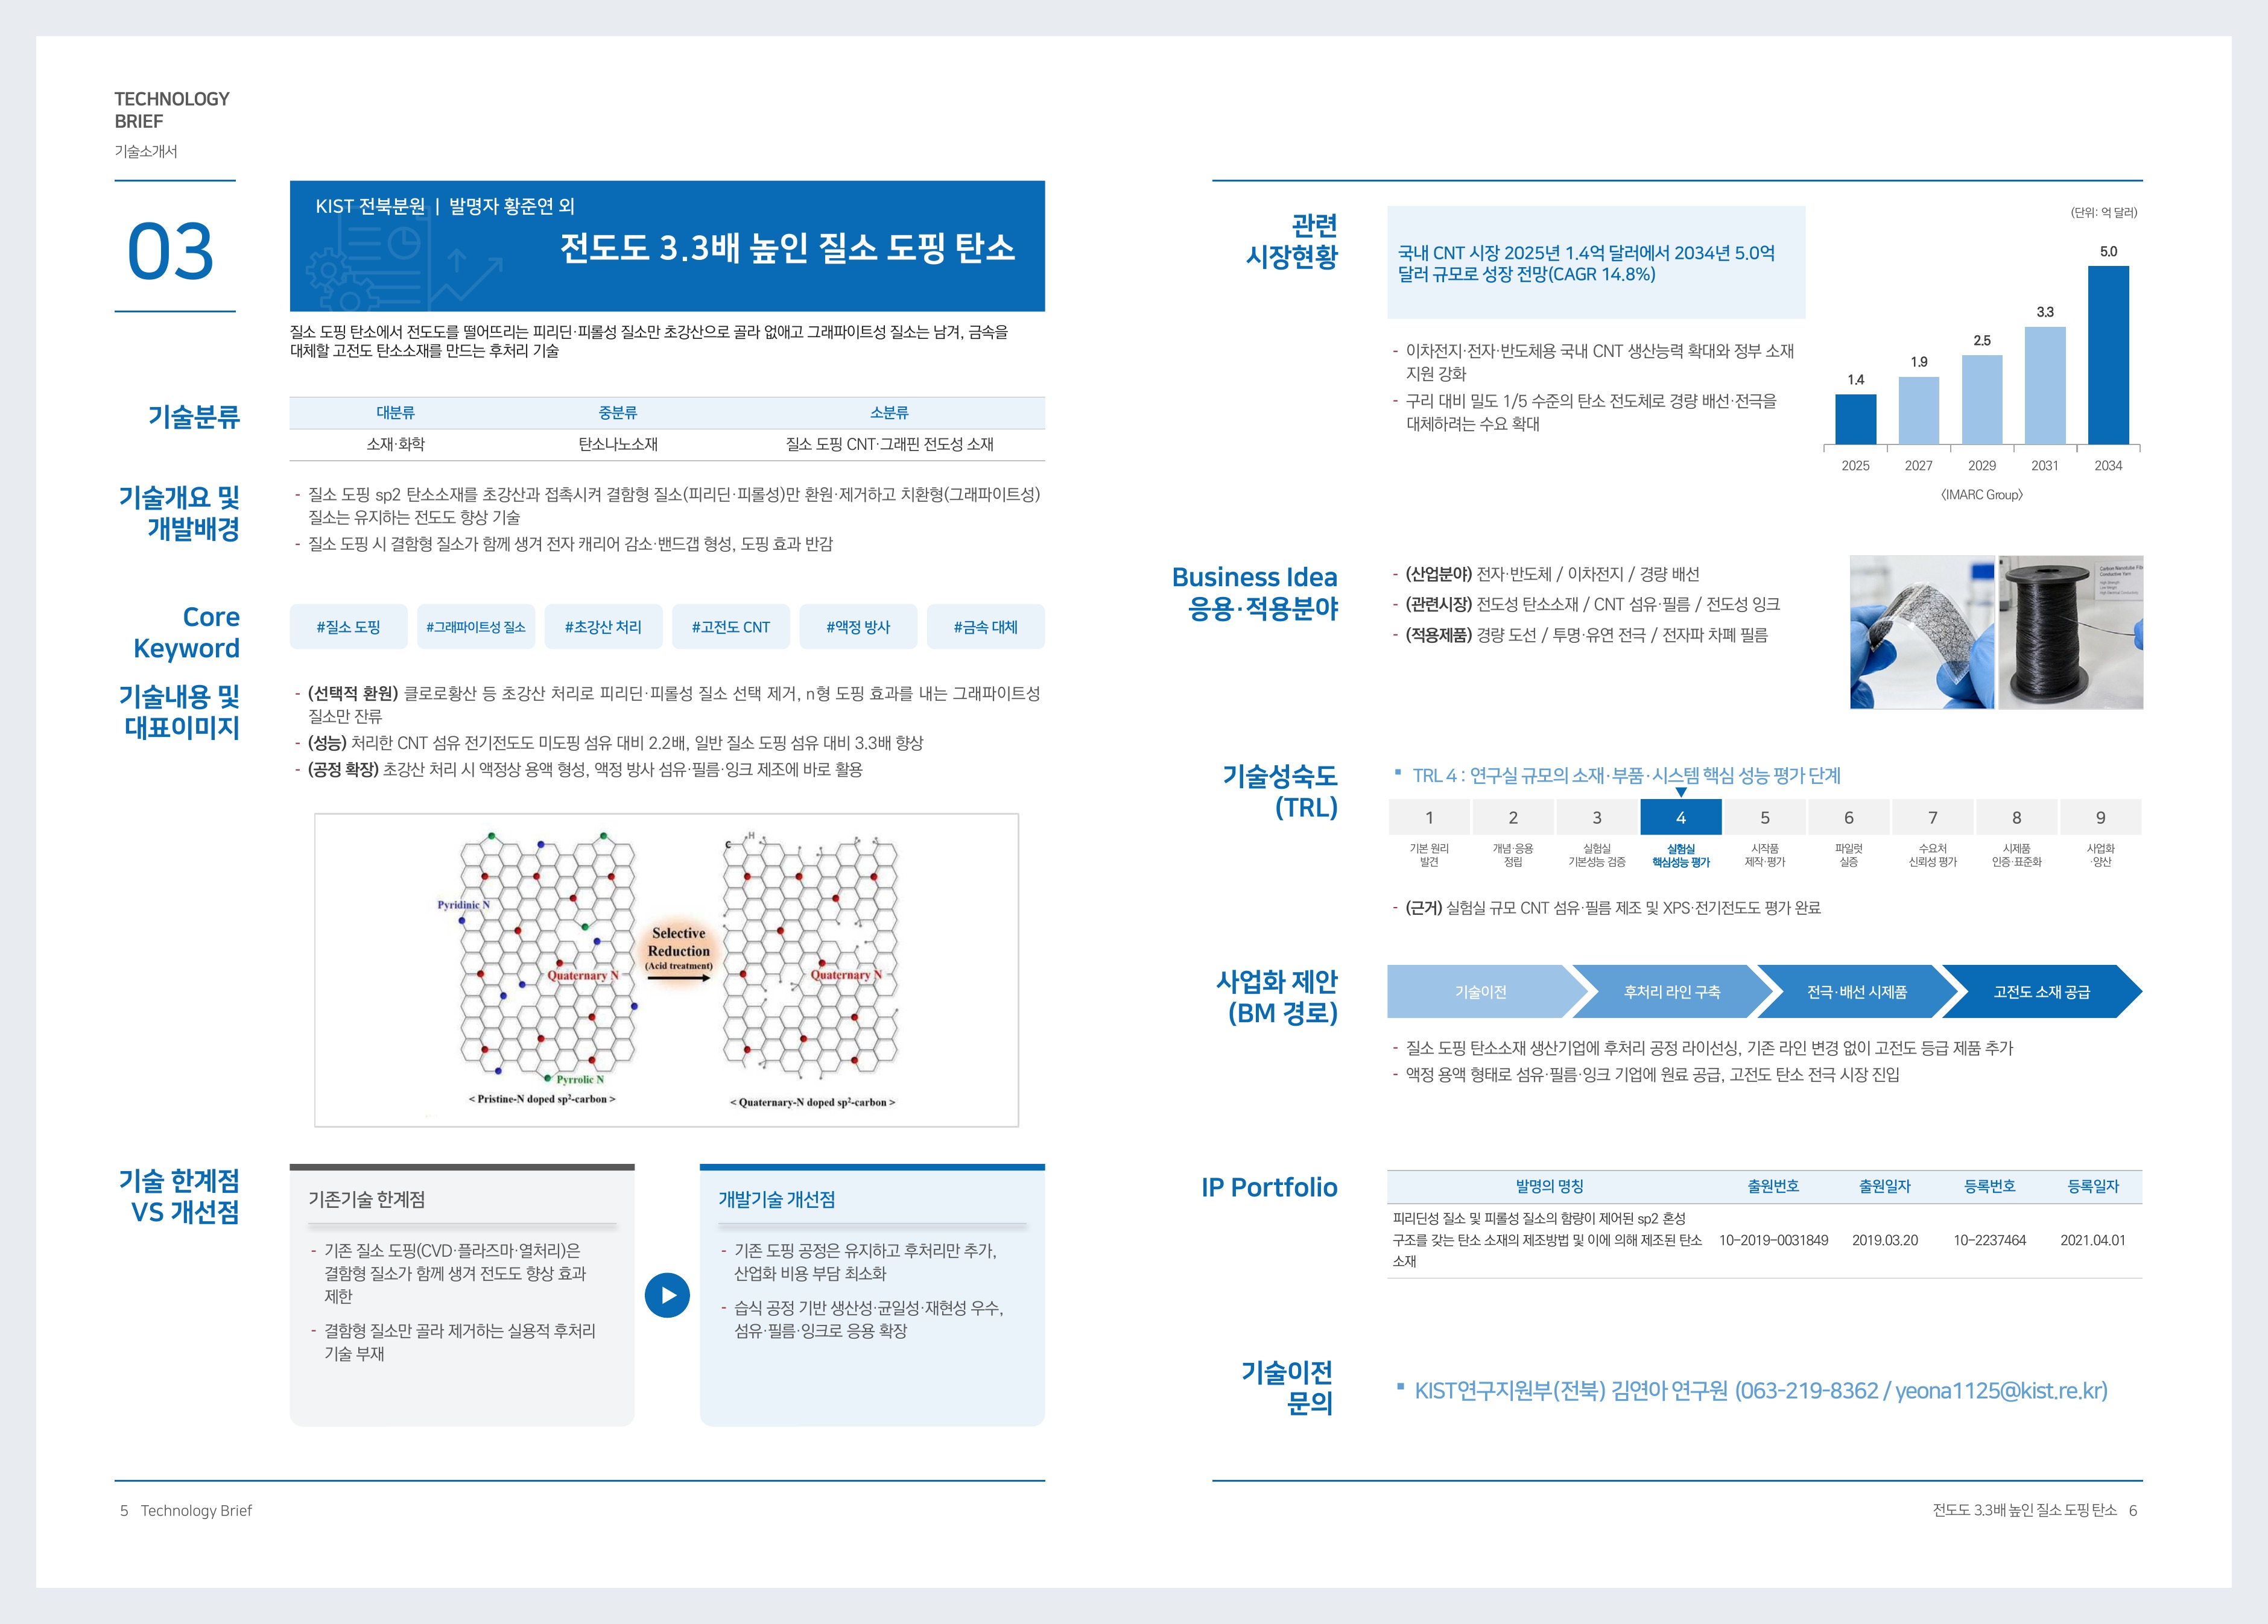 TECHNOLOGY
BRIEF
기술소개서
03
KIST 전북분원 | 발명자 황준연 외
전도도 3.3배 높인 질소 도핑 탄소
질소 도핑 탄소에서 전도도를 떨어뜨리는 피리딘·피롤성 질소만 초강산으로 골라 없애고 그래파이트성 질소는 남겨, 금속을
대체할 고전도 탄소소재를 만드는 후처리 기술
기술분류
대분류 중분류 소분류
소재·화학 탄소나노소재 질소 도핑 CNT·그래핀 전도성 소재
기술개요 및
개발배경
- 질소 도핑 sp2 탄소소재를 초강산과 접촉시켜 결함형 질소(피리딘·피롤성)만 환원·제거하고 치환형(그래파이트성)
질소는 유지하는 전도도 향상 기술
- 질소 도핑 시 결함형 질소가 함께 생겨 전자 캐리어 감소·밴드갭 형성, 도핑 효과 반감
Core
Keyword
#질소 도핑 #그래파이트성 질소 #초강산 처리 #고전도 CNT #액정 방사 #금속 대체
기술내용 및
대표이미지
- (선택적 환원) 클로로황산 등 초강산 처리로 피리딘·피롤성 질소 선택 제거, n형 도핑 효과를 내는 그래파이트성
질소만 잔류
- (성능) 처리한 CNT 섬유 전기전도도 미도핑 섬유 대비 2.2배, 일반 질소 도핑 섬유 대비 3.3배 향상
- (공정 확장) 초강산 처리 시 액정상 용액 형성, 액정 방사 섬유·필름·잉크 제조에 바로 활용
Pyridinic N
Quaternary N
Pyrrolic N
< Pristine-N doped sp²-carbon >
Selective
Reduction
(Acid treatment)
C H
Quaternary N
< Quaternary-N doped sp²-carbon >
기술 한계점
VS 개선점
기존기술 한계점
- 기존 질소 도핑(CVD·플라즈마·열처리)은
결함형 질소가 함께 생겨 전도도 향상 효과
제한
- 결함형 질소만 골라 제거하는 실용적 후처리
기술 부재
개발기술 개선점
- 기존 도핑 공정은 유지하고 후처리만 추가,
산업화 비용 부담 최소화
- 습식 공정 기반 생산성·균일성·재현성 우수,
섬유·필름·잉크로 응용 확장
5 Technology Brief
관련
시장현황
국내 CNT 시장 2025년 1.4억 달러에서 2034년 5.0억
달러 규모로 성장 전망(CAGR 14.8%)
- 이차전지·전자·반도체용 국내 CNT 생산능력 확대와 정부 소재
지원 강화
- 구리 대비 밀도 1/5 수준의 탄소 전도체로 경량 배선·전극을
대체하려는 수요 확대
(단위: 억 달러)
1.4 1.9 2.5 3.3 5.0
2025 2027 2029 2031 2034
〈IMARC Group〉
Business Idea
응용·적용분야
- (산업분야) 전자·반도체 / 이차전지 / 경량 배선
- (관련시장) 전도성 탄소소재 / CNT 섬유·필름 / 전도성 잉크
- (적용제품) 경량 도선 / 투명·유연 전극 / 전자파 차폐 필름
Carbon Nanotube
Conductive Yarn
기술성숙도
(TRL)
▪ TRL 4 : 연구실 규모의 소재·부품·시스템 핵심 성능 평가 단계
1 2 3 4 5 6 7 8 9
기본 원리 개념·응용 실험실 실험실 시작품 파일럿 수요처 시제품 사업화
발견 정립 기본성능 검증 핵심성능 평가 제작·평가 실증 신뢰성 평가 인증·표준화 ·양산
- (근거) 실험실 규모 CNT 섬유·필름 제조 및 XPS·전기전도도 평가 완료
사업화 제안
(BM 경로)
기술이전 후처리 라인 구축 전극·배선 시제품 고전도 소재 공급
- 질소 도핑 탄소소재 생산기업에 후처리 공정 라이선싱, 기존 라인 변경 없이 고전도 등급 제품 추가
- 액정 용액 형태로 섬유·필름·잉크 기업에 원료 공급, 고전도 탄소 전극 시장 진입
IP Portfolio
발명의 명칭 출원번호 출원일자 등록번호 등록일자
피리딘성 질소 및 피롤성 질소의 함량이 제어된 sp2 혼성
구조를 갖는 탄소 소재의 제조방법 및 이에 의해 제조된 탄소 10-2019-0031849 2019.03.20 10-2237464 2021.04.01
소재
기술이전
문의
▪ KIST연구지원부(전북) 김연아 연구원 (063-219-8362 / yeona1125@kist.re.kr)
전도도 3.3배 높인 질소 도핑 탄소 6